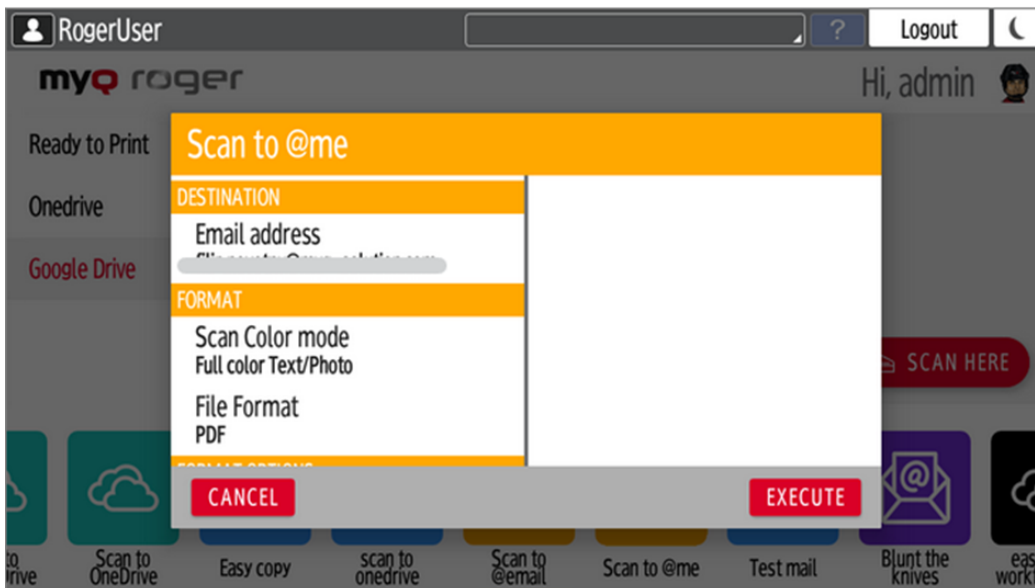 RogerUser
?
Logout
myQ roger
Hi, admin
Ready to Print
Onedrive
Google Drive
Scan to @me
DESTINATION
Email address
FORMAT
Scan Color mode
Full color Text/Photo
File Format
PDF
FORMAT OPTIONS
SCAN HERE
CANCEL
EXECUTE
Scan to
OneDrive
Easy copy
scan to
onedrive
Scan to
@email
Scan to @me
Test mail
Blunt the
knives